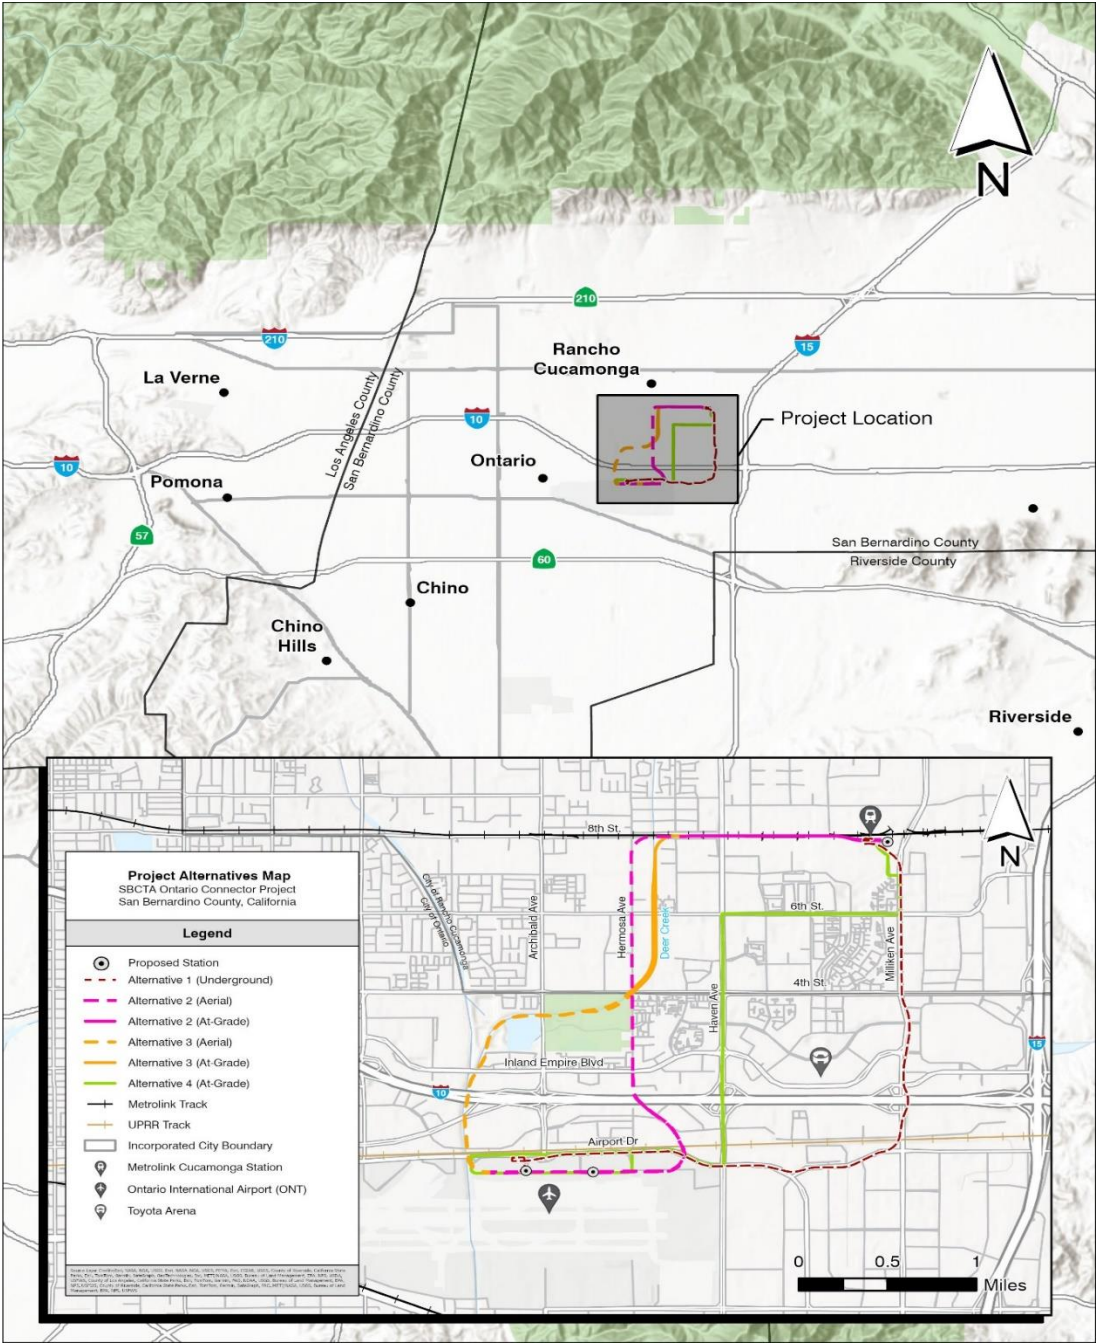 N
210
210
15
Rancho
Cucamonga
La Verne
Los Angeles County
San Bernardino County
10
Project Location
10
Ontario
Pomona
57
San Bernardino County
Riverside County
60
Chino
Chino
Hills
Riverside
8th St.
N
Project Alternatives Map
SBCTA Ontario Connector Project
San Bernardino County, California
Legend
Proposed Station
Alternative 1 (Underground)
Alternative 2 (Aerial)
Alternative 2 (At-Grade)
Alternative 3 (Aerial)
Alternative 3 (At-Grade)
Alternative 4 (At-Grade)
Metrolink Track
UPRR Track
Incorporated City Boundary
Metrolink Cucamonga Station
Ontario International Airport (ONT)
Toyota Arena
City of Rancho Cucamonga
City of Ontario
Archibald Ave
Hermosa Ave
Deer Creek
6th St.
Milliken Ave
4th St.
Haven Ave
Inland Empire Blvd
15
10
Airport Dr
0 0.5 1
Miles